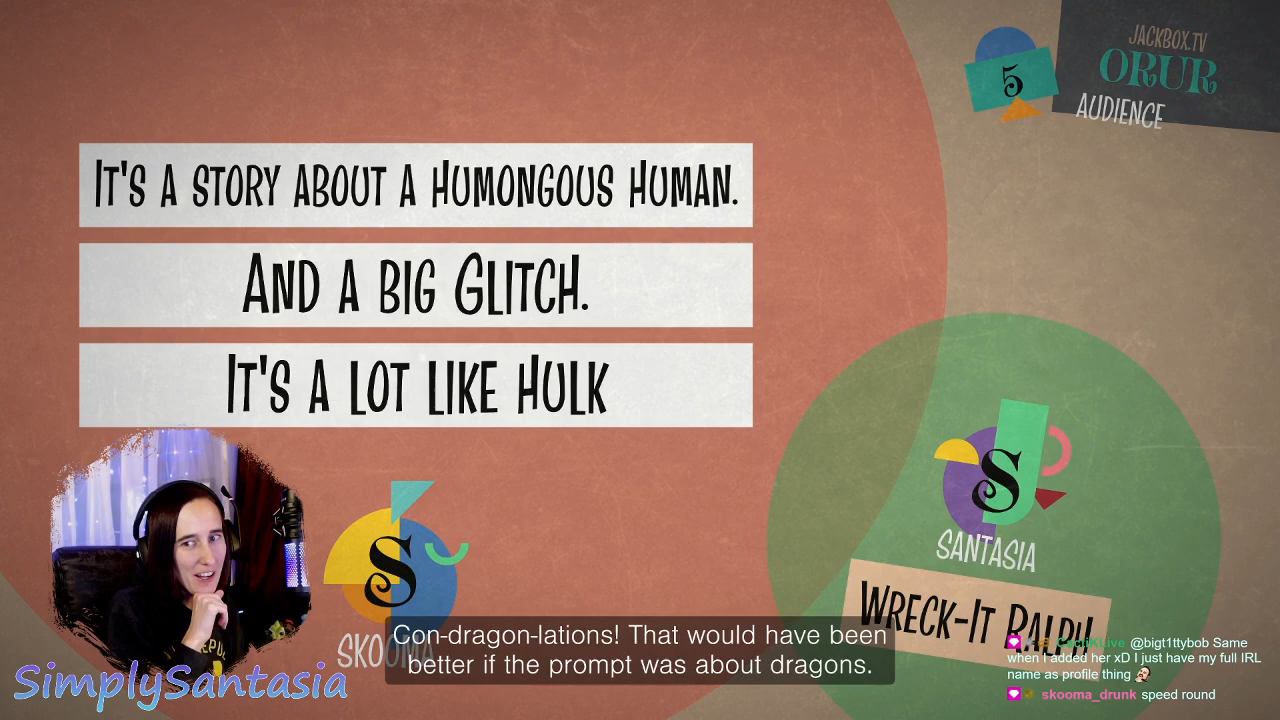 JACKBOX.TV
ORUR
5
AUDIENCE
IT'S A STORY ABOUT A HUMONGOUS HUMAN.
AND A BIG GLITCH.
IT'S A LOT LIKE HULK
S
SANTASIA
WRECK-IT RALPH
S
SKOOMA
Con-dragon-lations! That would have been
better if the prompt was about dragons.
SimplySantasia
CactiKLive @bigt1ttybob Same
when I added her xD I just have my full IRL
name as profile thing
skooma_drunk speed round